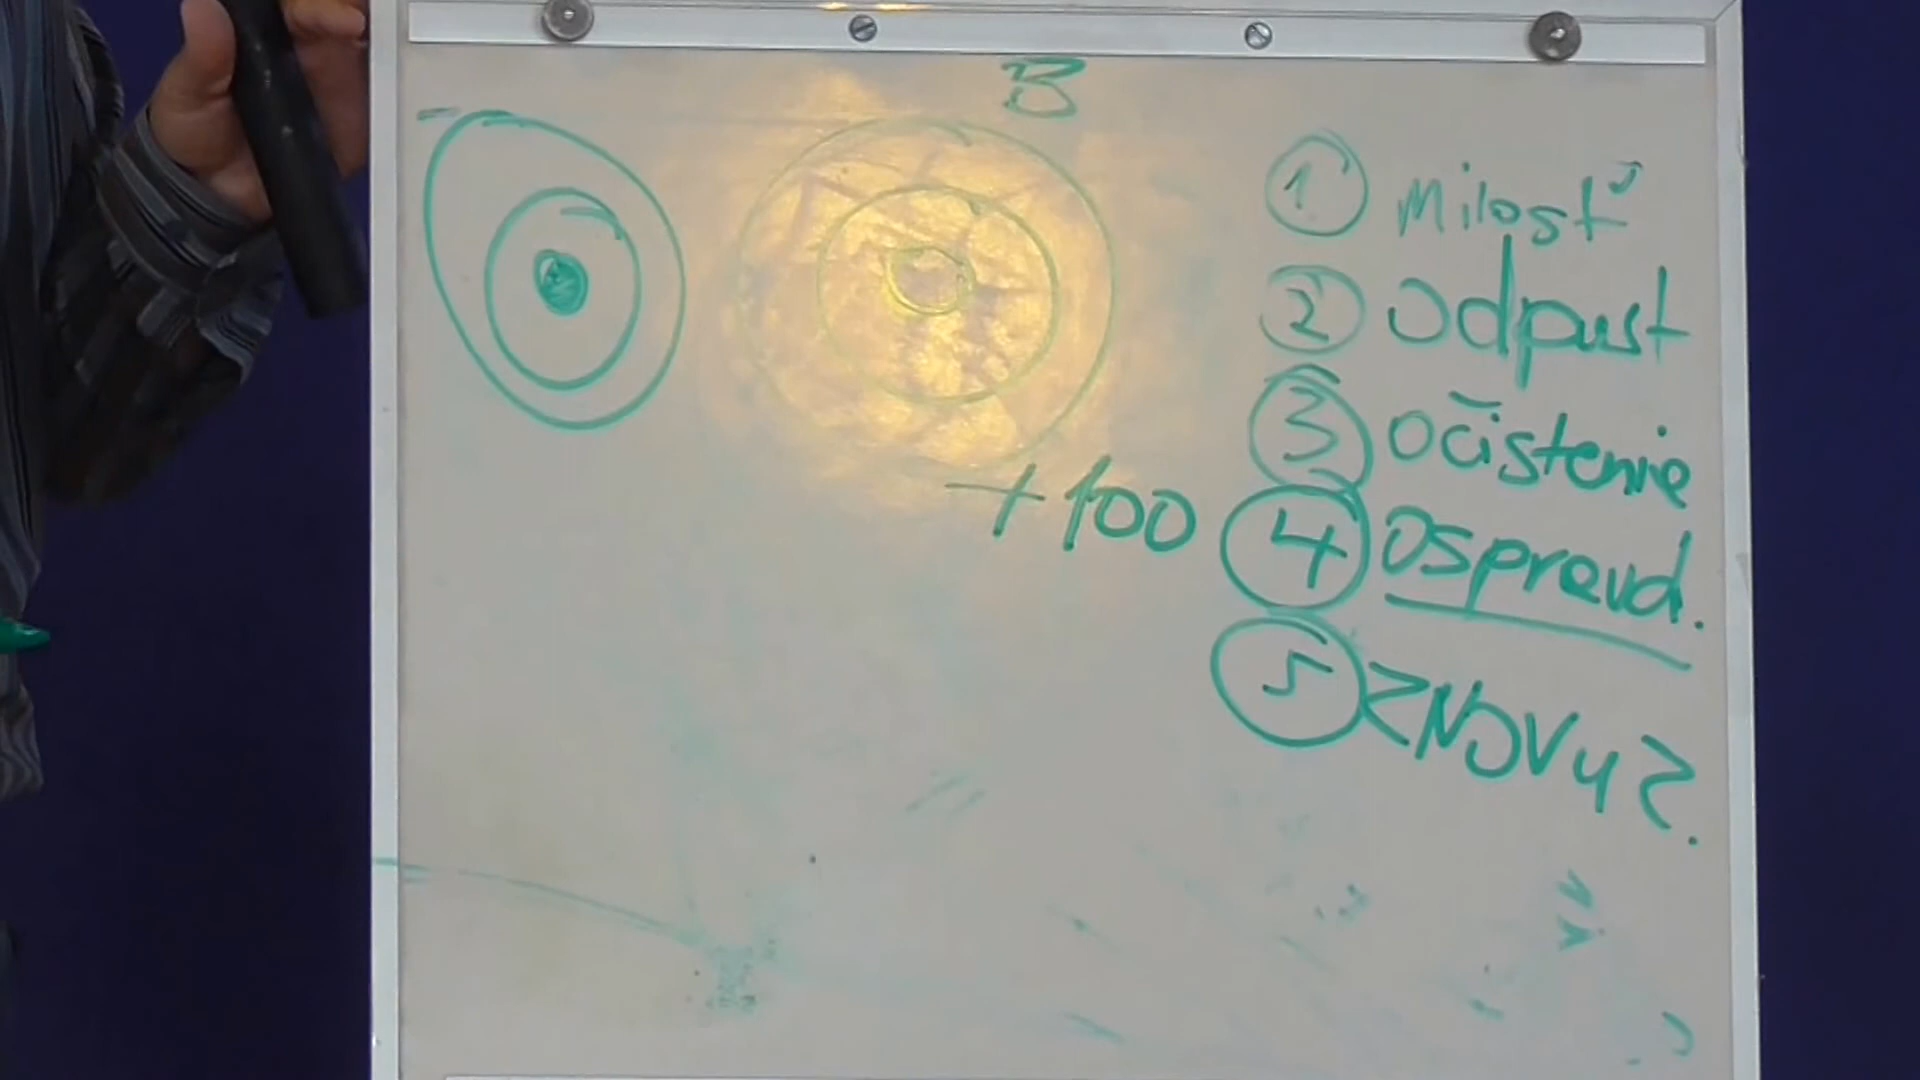 B
1 Milosť
2 Odpust
3 Očistenie
+100 4 Ospravd.
5 ZNOVUZ.